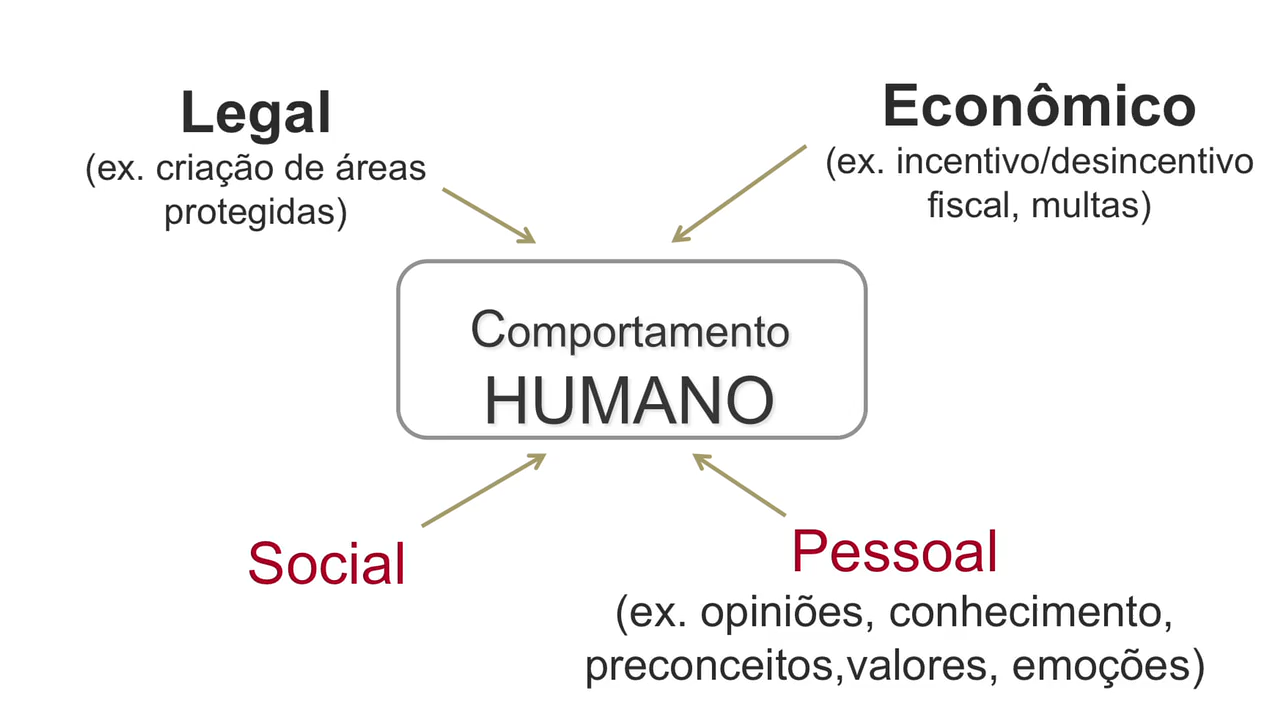 Legal
(ex. criação de áreas
protegidas)
Econômico
(ex. incentivo/desincentivo
fiscal, multas)
Comportamento
HUMANO
Social
Pessoal
(ex. opiniões, conhecimento,
preconceitos,valores, emoções)